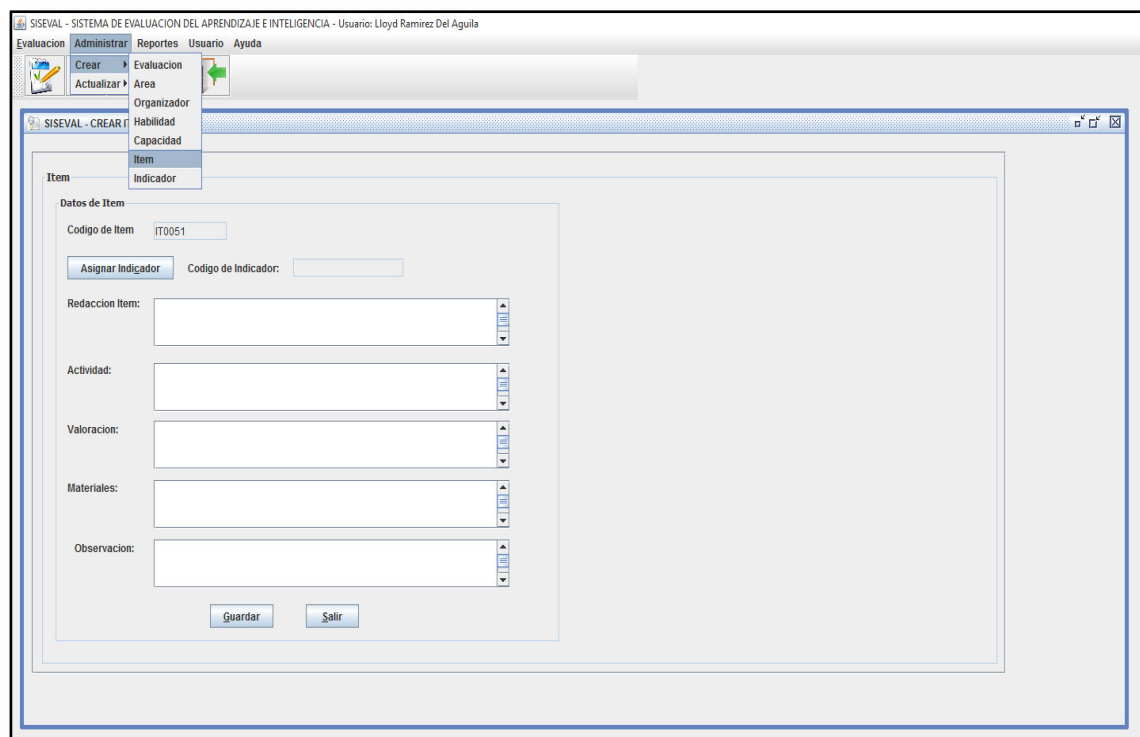 SISEVAL - SISTEMA DE EVALUACION DEL APRENDIZAJE E INTELIGENCIA - Usuario: Lloyd Ramirez Del Aguila
Evaluacion Administrar Reportes Usuario Ayuda
Crear Evaluacion
Actualizar Area
Organizador
SISEVAL - CREAR IT Habilidad
Capacidad
Item
Item Indicador
Datos de Item
Codigo de Item IT0051
Asignar Indicador Codigo de Indicador:
Redaccion Item:
Actividad:
Valoracion:
Materiales:
Observacion:
Guardar Salir